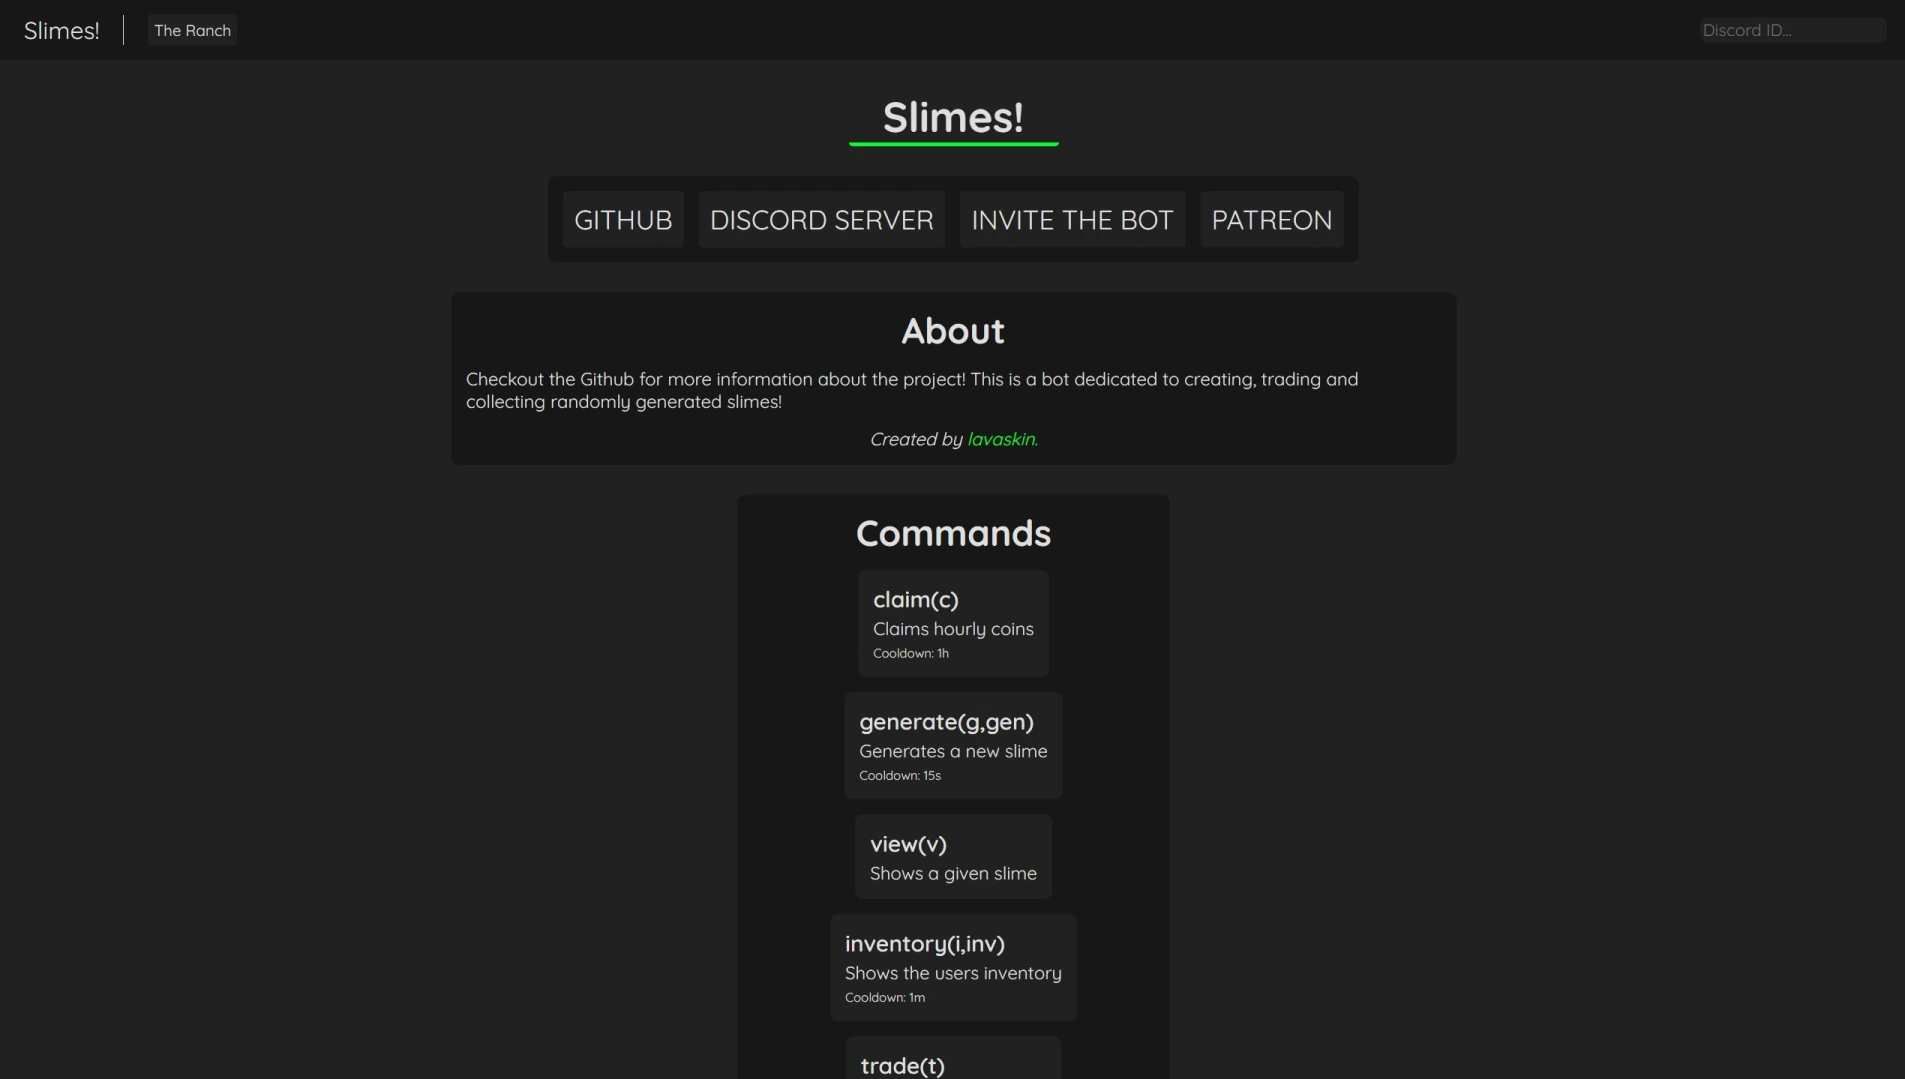 Slimes!
The Ranch
Discord ID...
Slimes!
GITHUB
DISCORD SERVER
INVITE THE BOT
PATREON
About
Checkout the Github for more information about the project! This is a bot dedicated to creating, trading and
collecting randomly generated slimes!
Created by lavaskin.
Commands
claim(c)
Claims hourly coins
Cooldown: 1h
generate(g,gen)
Generates a new slime
Cooldown: 15s
view(v)
Shows a given slime
inventory(i,inv)
Shows the users inventory
Cooldown: 1m
trade(t)